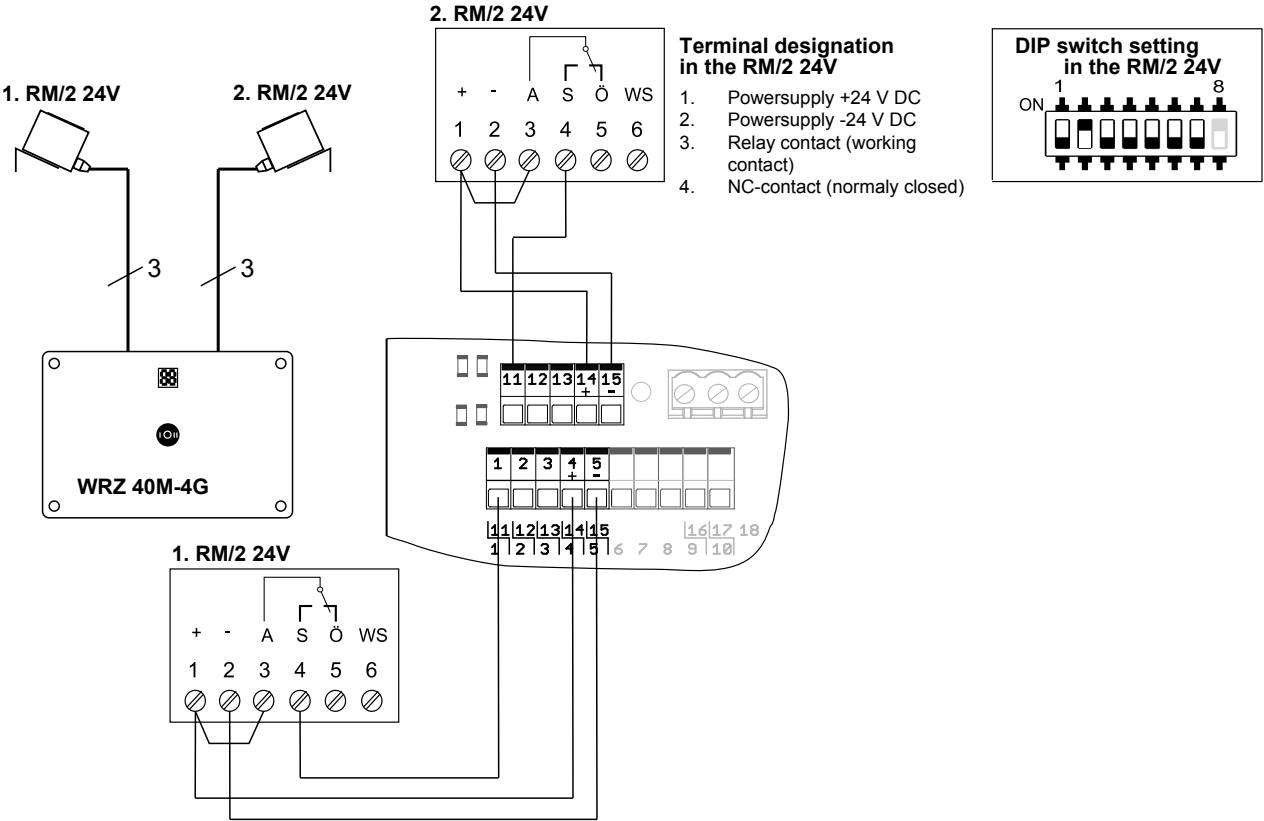 2. RM/2 24V
1. RM/2 24V
2. RM/2 24V
3
3
WRZ 40M-4G
I O II
+ - A S Ö WS
1 2 3 4 5 6
Terminal designation
in the RM/2 24V
1. Powersupply +24 V DC
2. Powersupply -24 V DC
3. Relay contact (working
contact)
4. NC-contact (normaly closed)
DIP switch setting
in the RM/2 24V
1 8
ON
11 12 13 14 15
+ -
1 2 3 4 5
+ -
11 12 13 14 15 16 17 18
1 2 3 4 5 6 7 8 9 10
1. RM/2 24V
+ - A S Ö WS
1 2 3 4 5 6